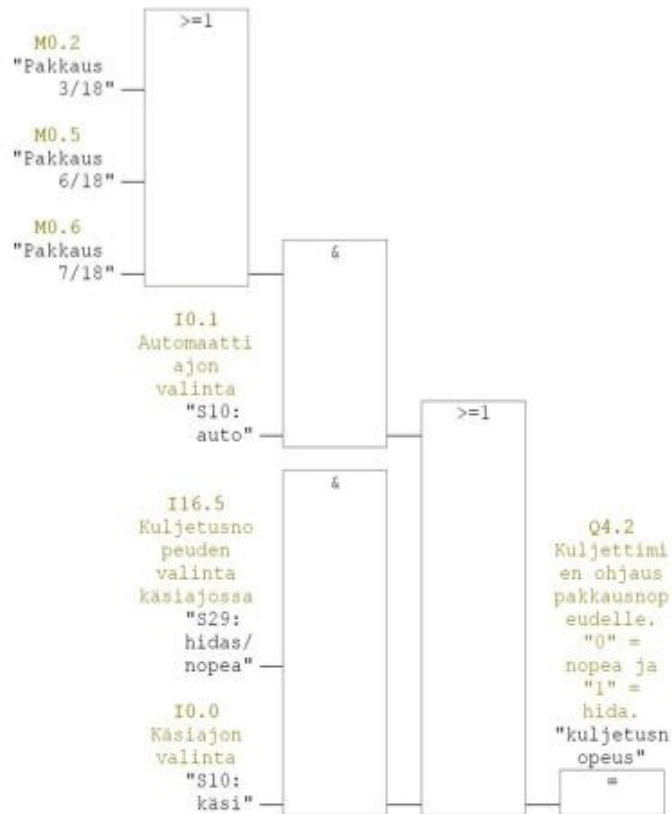 >=1
M0.2
"Pakkaus
3/18"
M0.5
"Pakkaus
6/18"
M0.6
"Pakkaus
7/18"
&
I0.1
Automaatti
ajon
valinta
"S10:
auto"
>=1
&
I16.5
Kuljetusno
peuden
valinta
käsiajossa
"S29:
hidas/
nopea"
I0.0
Käsiajon
valinta
"S10:
käsi"
Q4.2
Kuljettimi
en ohjaus
pakkausnop
eudelle.
"0" =
nopea ja
"1" =
hida.
"kuljetusn
opeus"
=